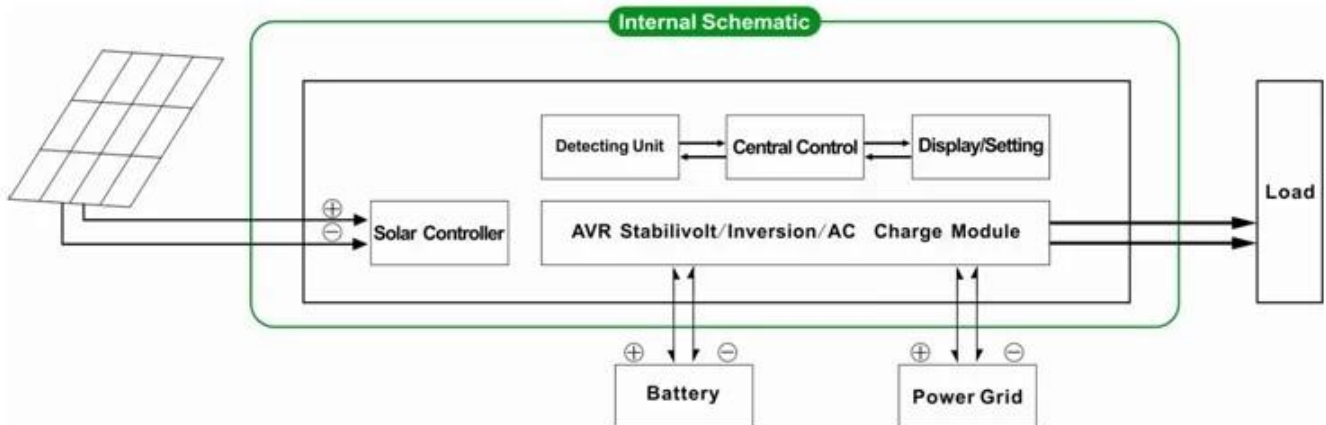 Internal Schematic
Detecting Unit
Central Control
Display/Setting
Load
⊕
⊖
Solar Controller
AVR Stabilivolt/Inversion/AC Charge Module
⊕ ⊖
Battery
⊕ ⊖
Power Grid